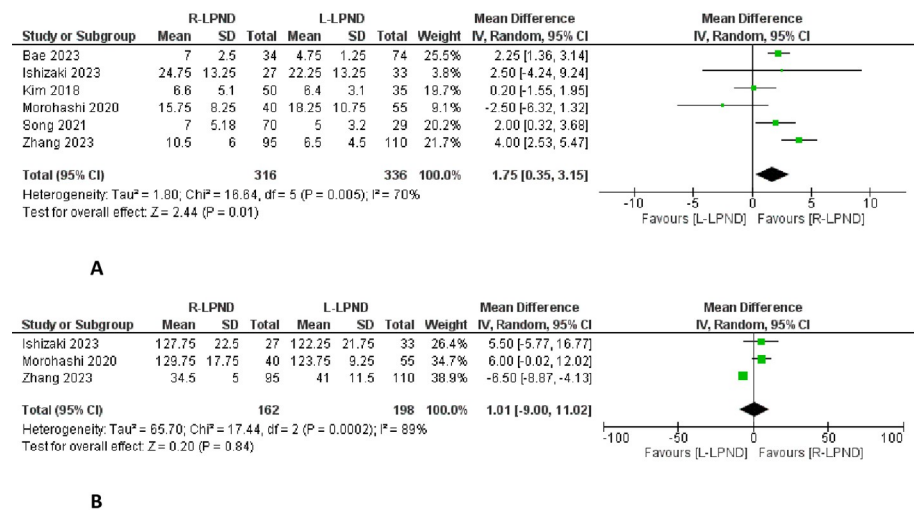 R-LPND L-LPND Mean Difference Mean Difference
Study or Subgroup Mean SD Total Mean SD Total Weight IV, Random, 95% CI IV, Random, 95% CI
Bae 2023 7 2.5 34 4.75 1.25 74 25.5% 2.25 [1.36, 3.14]
Ishizaki 2023 24.75 13.25 27 22.25 13.25 33 3.8% 2.50 [-4.24, 9.24]
Kim 2018 6.6 5.1 50 6.4 3.1 35 19.7% 0.20 [-1.55, 1.95]
Morohashi 2020 15.75 8.25 40 18.25 10.75 55 9.1% -2.50 [-6.32, 1.32]
Song 2021 7 5.18 70 5 3.2 29 20.2% 2.00 [0.32, 3.68]
Zhang 2023 10.5 6 95 6.5 4.5 110 21.7% 4.00 [2.53, 5.47]
Total (95% CI) 316 336 100.0% 1.75 [0.35, 3.15]
Heterogeneity: Tau² = 1.80; Chi² = 16.64, df = 5 (P = 0.005); I² = 70%
Test for overall effect: Z = 2.44 (P = 0.01)
-10 -5 0 5 10
Favours [L-LPND] Favours [R-LPND]
A
R-LPND L-LPND Mean Difference Mean Difference
Study or Subgroup Mean SD Total Mean SD Total Weight IV, Random, 95% CI IV, Random, 95% CI
Ishizaki 2023 127.75 22.5 27 122.25 21.75 33 26.4% 5.50 [-5.77, 16.77]
Morohashi 2020 129.75 17.75 40 123.75 9.25 55 34.7% 6.00 [-0.02, 12.02]
Zhang 2023 34.5 5 95 41 11.5 110 38.9% -6.50 [-8.87, -4.13]
Total (95% CI) 162 198 100.0% 1.01 [-9.00, 11.02]
Heterogeneity: Tau² = 65.70; Chi² = 17.44, df = 2 (P = 0.0002); I² = 89%
Test for overall effect: Z = 0.20 (P = 0.84)
-100 -50 0 50 100
Favours [L-LPND] Favours [R-LPND]
B